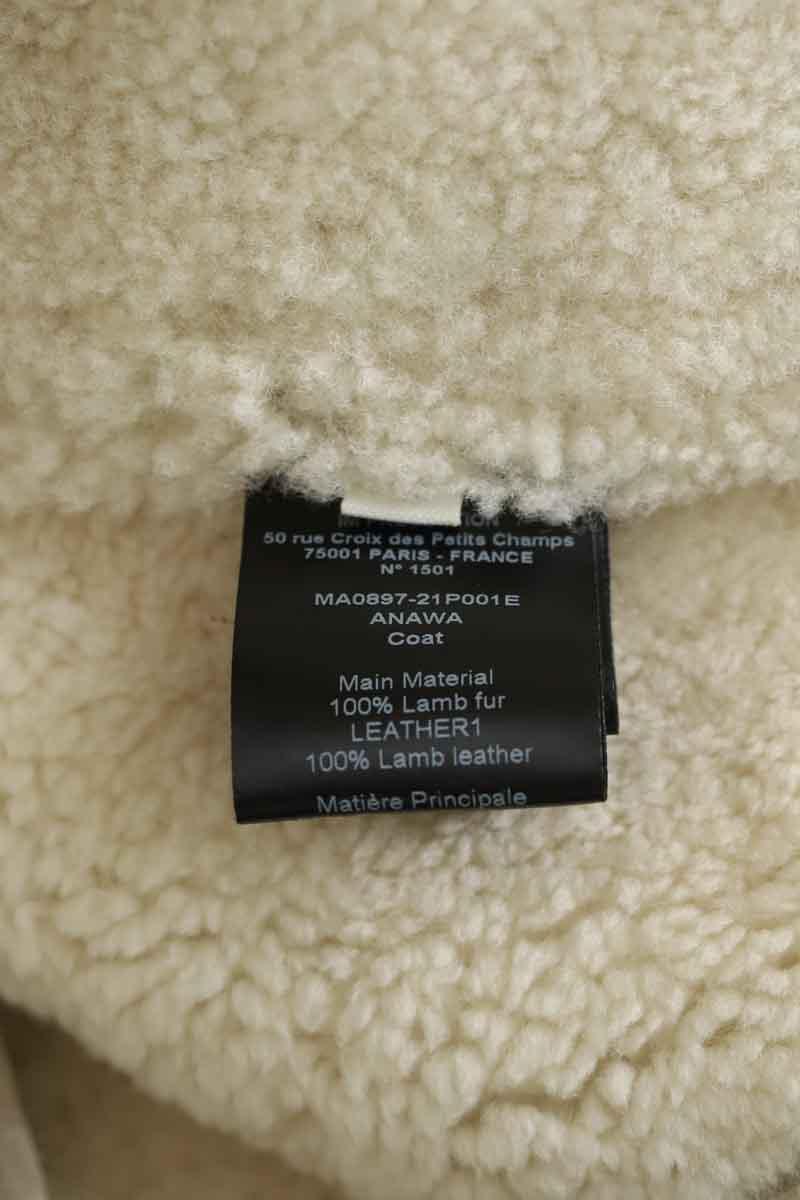 50 rue Croix des Petits Champs
75001 PARIS - FRANCE
N° 1501
MA0897-21P001E
ANAWA
Coat
Main Material
100% Lamb fur
LEATHER1
100% Lamb leather
Matière Principale